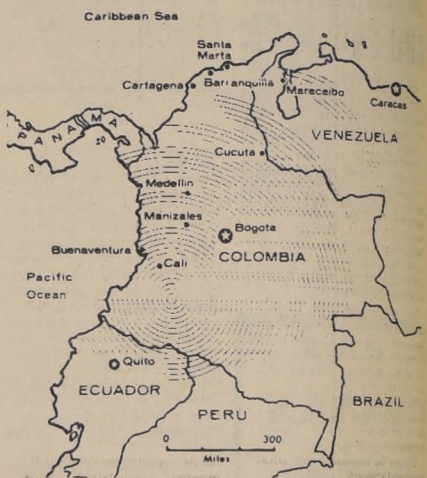 Caribbean Sea
Santa
Marta
Cartagena
Barranquilla
Maracaibo
Caracas
PANAMA
VENEZUELA
Cucuta
Medellin
Manizales
Bogota
Buenaventura
COLOMBIA
Cali
Pacific
Ocean
Quito
ECUADOR
PERU
BRAZIL
0 300
Miles